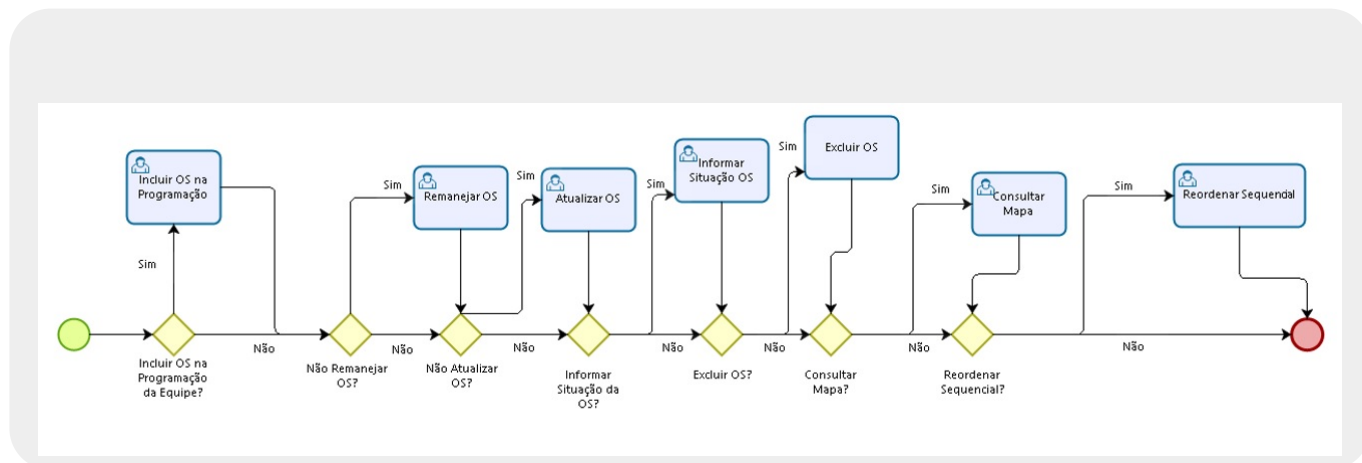 Incluir OS na
Programação
Sim
Incluir OS na
Programação
da Equipe?
Não
Sim
Remanejar OS
Não Remanejar
OS?
Não
Sim
Atualizar OS
Não Atualizar
OS?
Não
Sim
Informar
Situação OS
Informar
Situação da
OS?
Não
Sim
Excluir OS
Excluir OS?
Não
Sim
Consultar
Mapa
Consultar
Mapa?
Não
Sim
Reordenar Sequendal
Reordenar
Sequencial?
Não